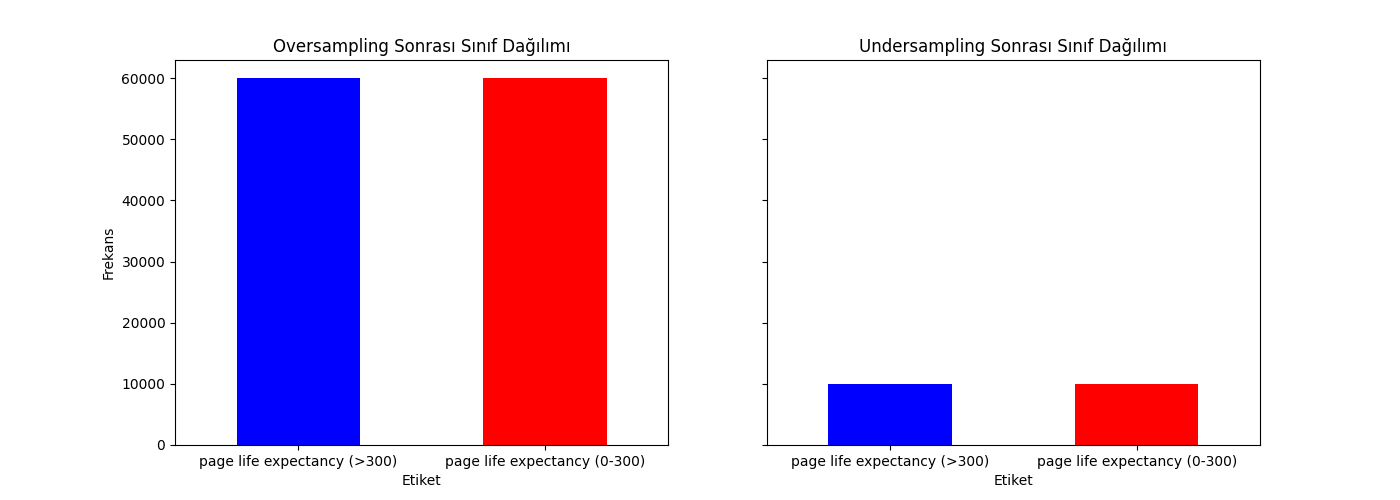 Oversampling Sonrası Sınıf Dağılımı
Frekans
60000
50000
40000
30000
20000
10000
0
page life expectancy (>300)
page life expectancy (0-300)
Etiket
Undersampling Sonrası Sınıf Dağılımı
page life expectancy (>300)
page life expectancy (0-300)
Etiket